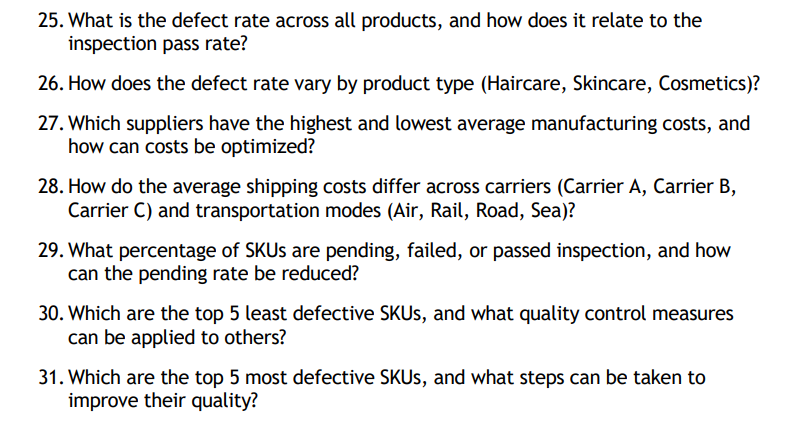 25. What is the defect rate across all products, and how does it relate to the
inspection pass rate?
26. How does the defect rate vary by product type (Haircare, Skincare, Cosmetics)?
27. Which suppliers have the highest and lowest average manufacturing costs, and
how can costs be optimized?
28. How do the average shipping costs differ across carriers (Carrier A, Carrier B,
Carrier C) and transportation modes (Air, Rail, Road, Sea)?
29. What percentage of SKUs are pending, failed, or passed inspection, and how
can the pending rate be reduced?
30. Which are the top 5 least defective SKUs, and what quality control measures
can be applied to others?
31. Which are the top 5 most defective SKUs, and what steps can be taken to
improve their quality?